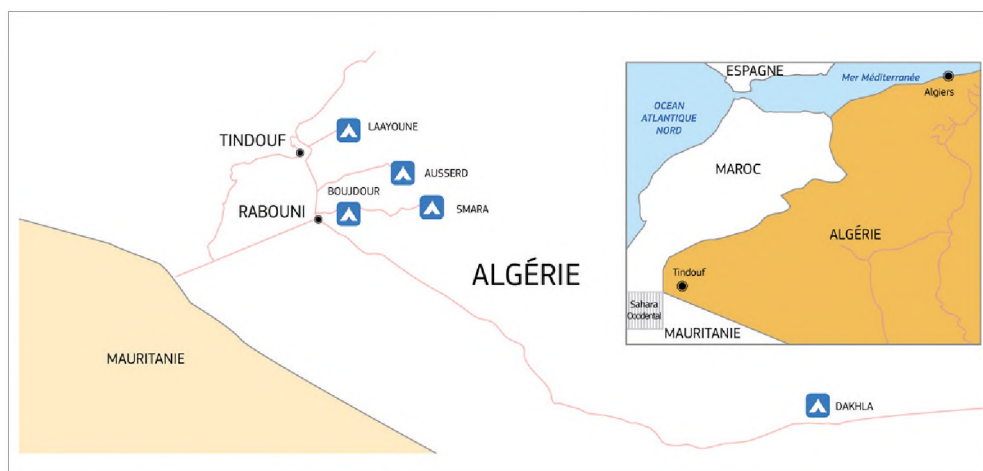 LAAYOUNE
TINDOUF
AUSSERD
BOUJDOUR
RABOUNI
SMARA
ALGÉRIE
MAURITANIE
DAKHLA
ESPAGNE
Mer Méditerranée
Algiers
OCEAN
ATLANTIQUE
NORD
MAROC
ALGÉRIE
Tindouf
Sahara
Occidental
MAURITANIE